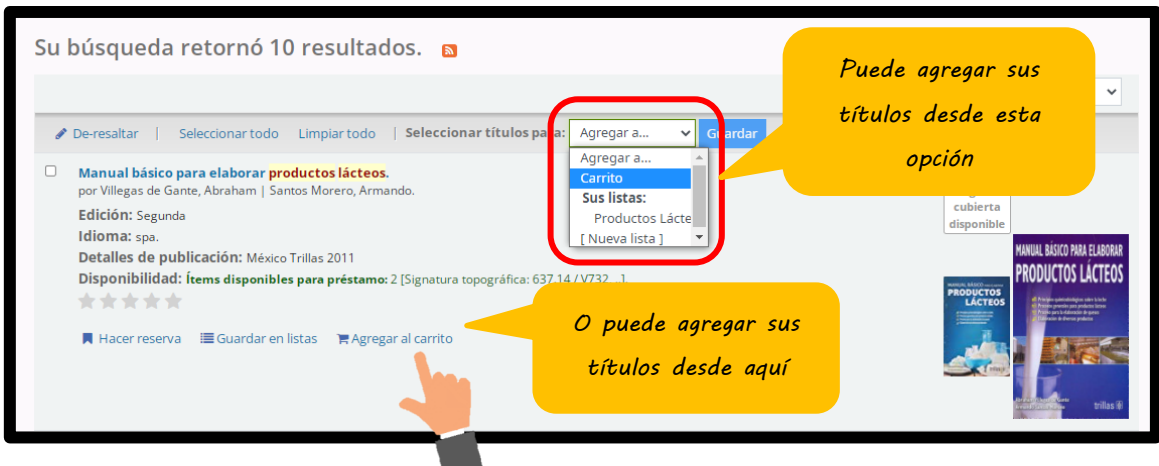 Su búsqueda retornó 10 resultados.
Puede agregar sus
títulos desde esta
opción
De-resaltar | Seleccionar todo Limpiar todo | Seleccionar títulos para: Agregar a... Guardar
Agregar a...
Carrito
Sus listas:
Productos Lácte
[ Nueva lista ]
Manual básico para elaborar productos lácteos.
por Villegas de Gante, Abraham | Santos Morero, Armando.
Edición: Segunda
Idioma: spa.
Detalles de publicación: México Trillas 2011
Disponibilidad: Ítems disponibles para préstamo: 2 [Signatura topográfica: 637.14 / V732 ...].
Hacer reserva Guardar en listas Agregar al carrito
O puede agregar sus
títulos desde aquí
cubierta
disponible
PRODUCTOS
LÁCTEOS
MANUAL BÁSICO PARA ELABORAR
PRODUCTOS LÁCTEOS
trillas